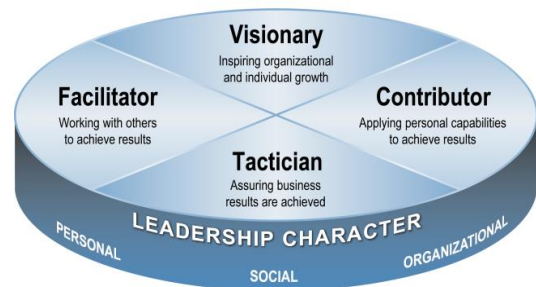 Visionary
Inspiring organizational
and individual growth
Facilitator
Working with others
to achieve results
Contributor
Applying personal capabilities
to achieve results
Tactician
Assuring business
results are achieved
LEADERSHIP CHARACTER
PERSONAL
SOCIAL
ORGANIZATIONAL